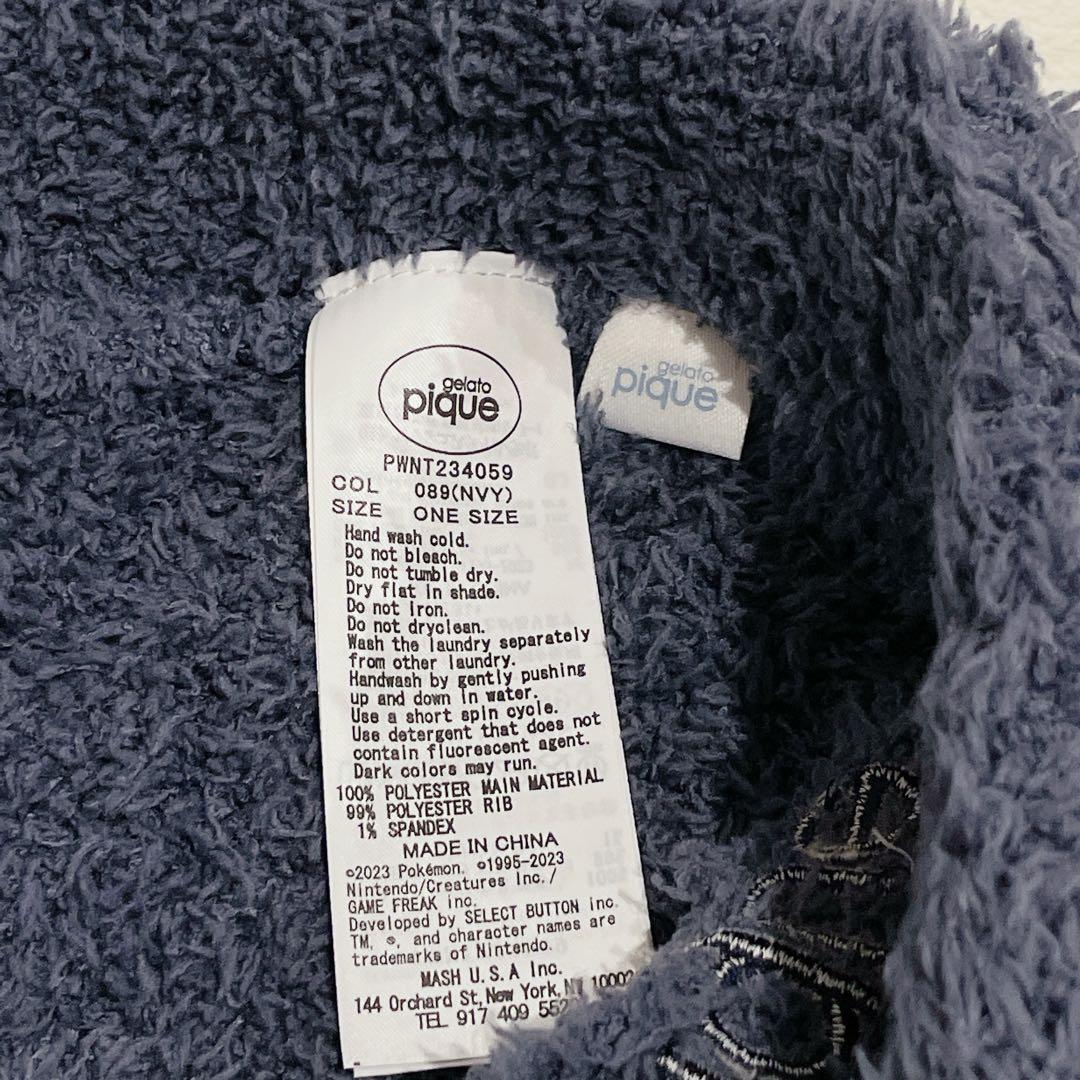 gelato
pique
PWNT234059
COL 089(NVY)
SIZE ONE SIZE
Hand wash cold.
Do not bleach.
Do not tumble dry.
Dry flat in shade.
Do not iron.
Do not dryclean.
Wash the laundry separately
from other laundry.
Handwash by gently pushing
up and down in water.
Use a short spin cycle.
Use detergent that does not
contain fluorescent agent.
Dark colors may run.
100% POLYESTER MAIN MATERIAL
99% POLYESTER RIB
1% SPANDEX
MADE IN CHINA
©2023 Pokémon. ©1995-2023
Nintendo/Creatures Inc./
GAME FREAK inc.
Developed by SELECT BUTTON inc.
TM, ®, and character names are
trademarks of Nintendo.
MASH U.S.A Inc.
144 Orchard St, New York, NY 10002
TEL 917 409
gelato
pique